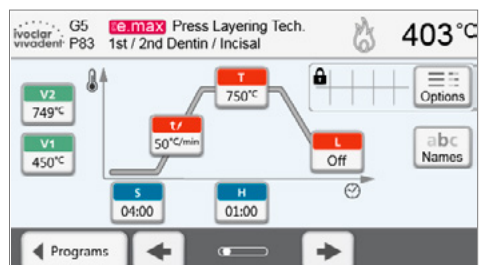 ivoclar vivadent G5 P83 e.max Press Layering Tech.
1st / 2nd Dentin / Incisal
403°C
V2
749°C
V1
450°C
t↗
50°C/min
T
750°C
L
Off
S
04:00
H
01:00
Options
abc
Names
Programs